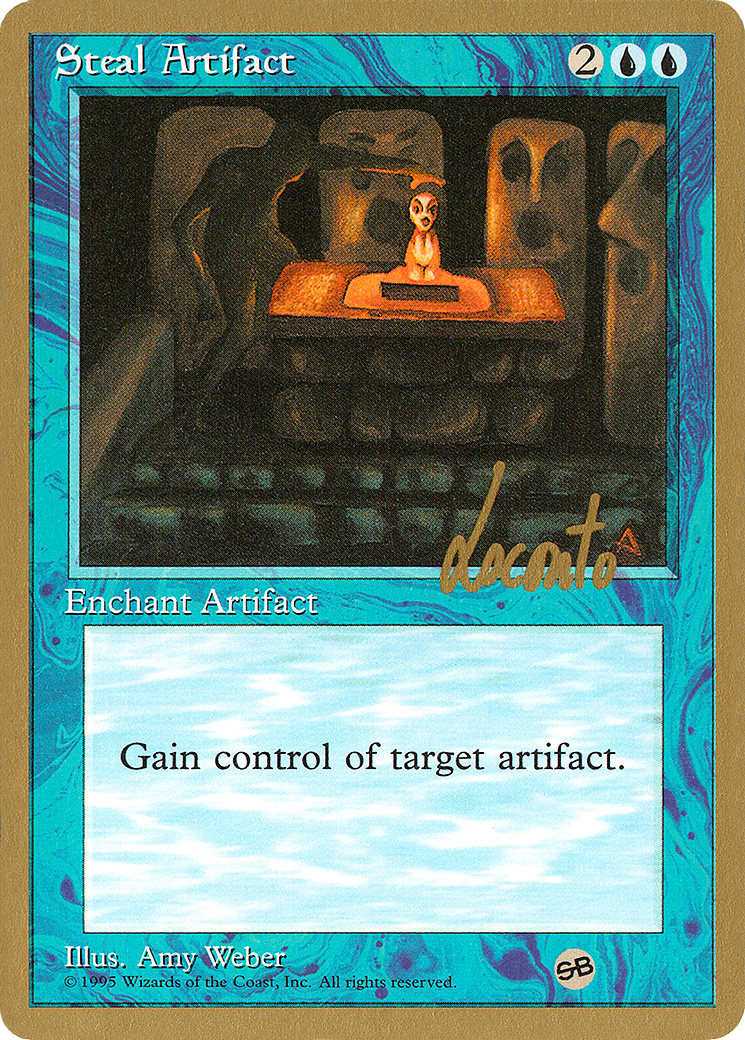 Steal Artifact 2
Loconto
A
Enchant Artifact
Gain control of target artifact.
Illus. Amy Weber
© 1995 Wizards of the Coast, Inc. All rights reserved.
SB